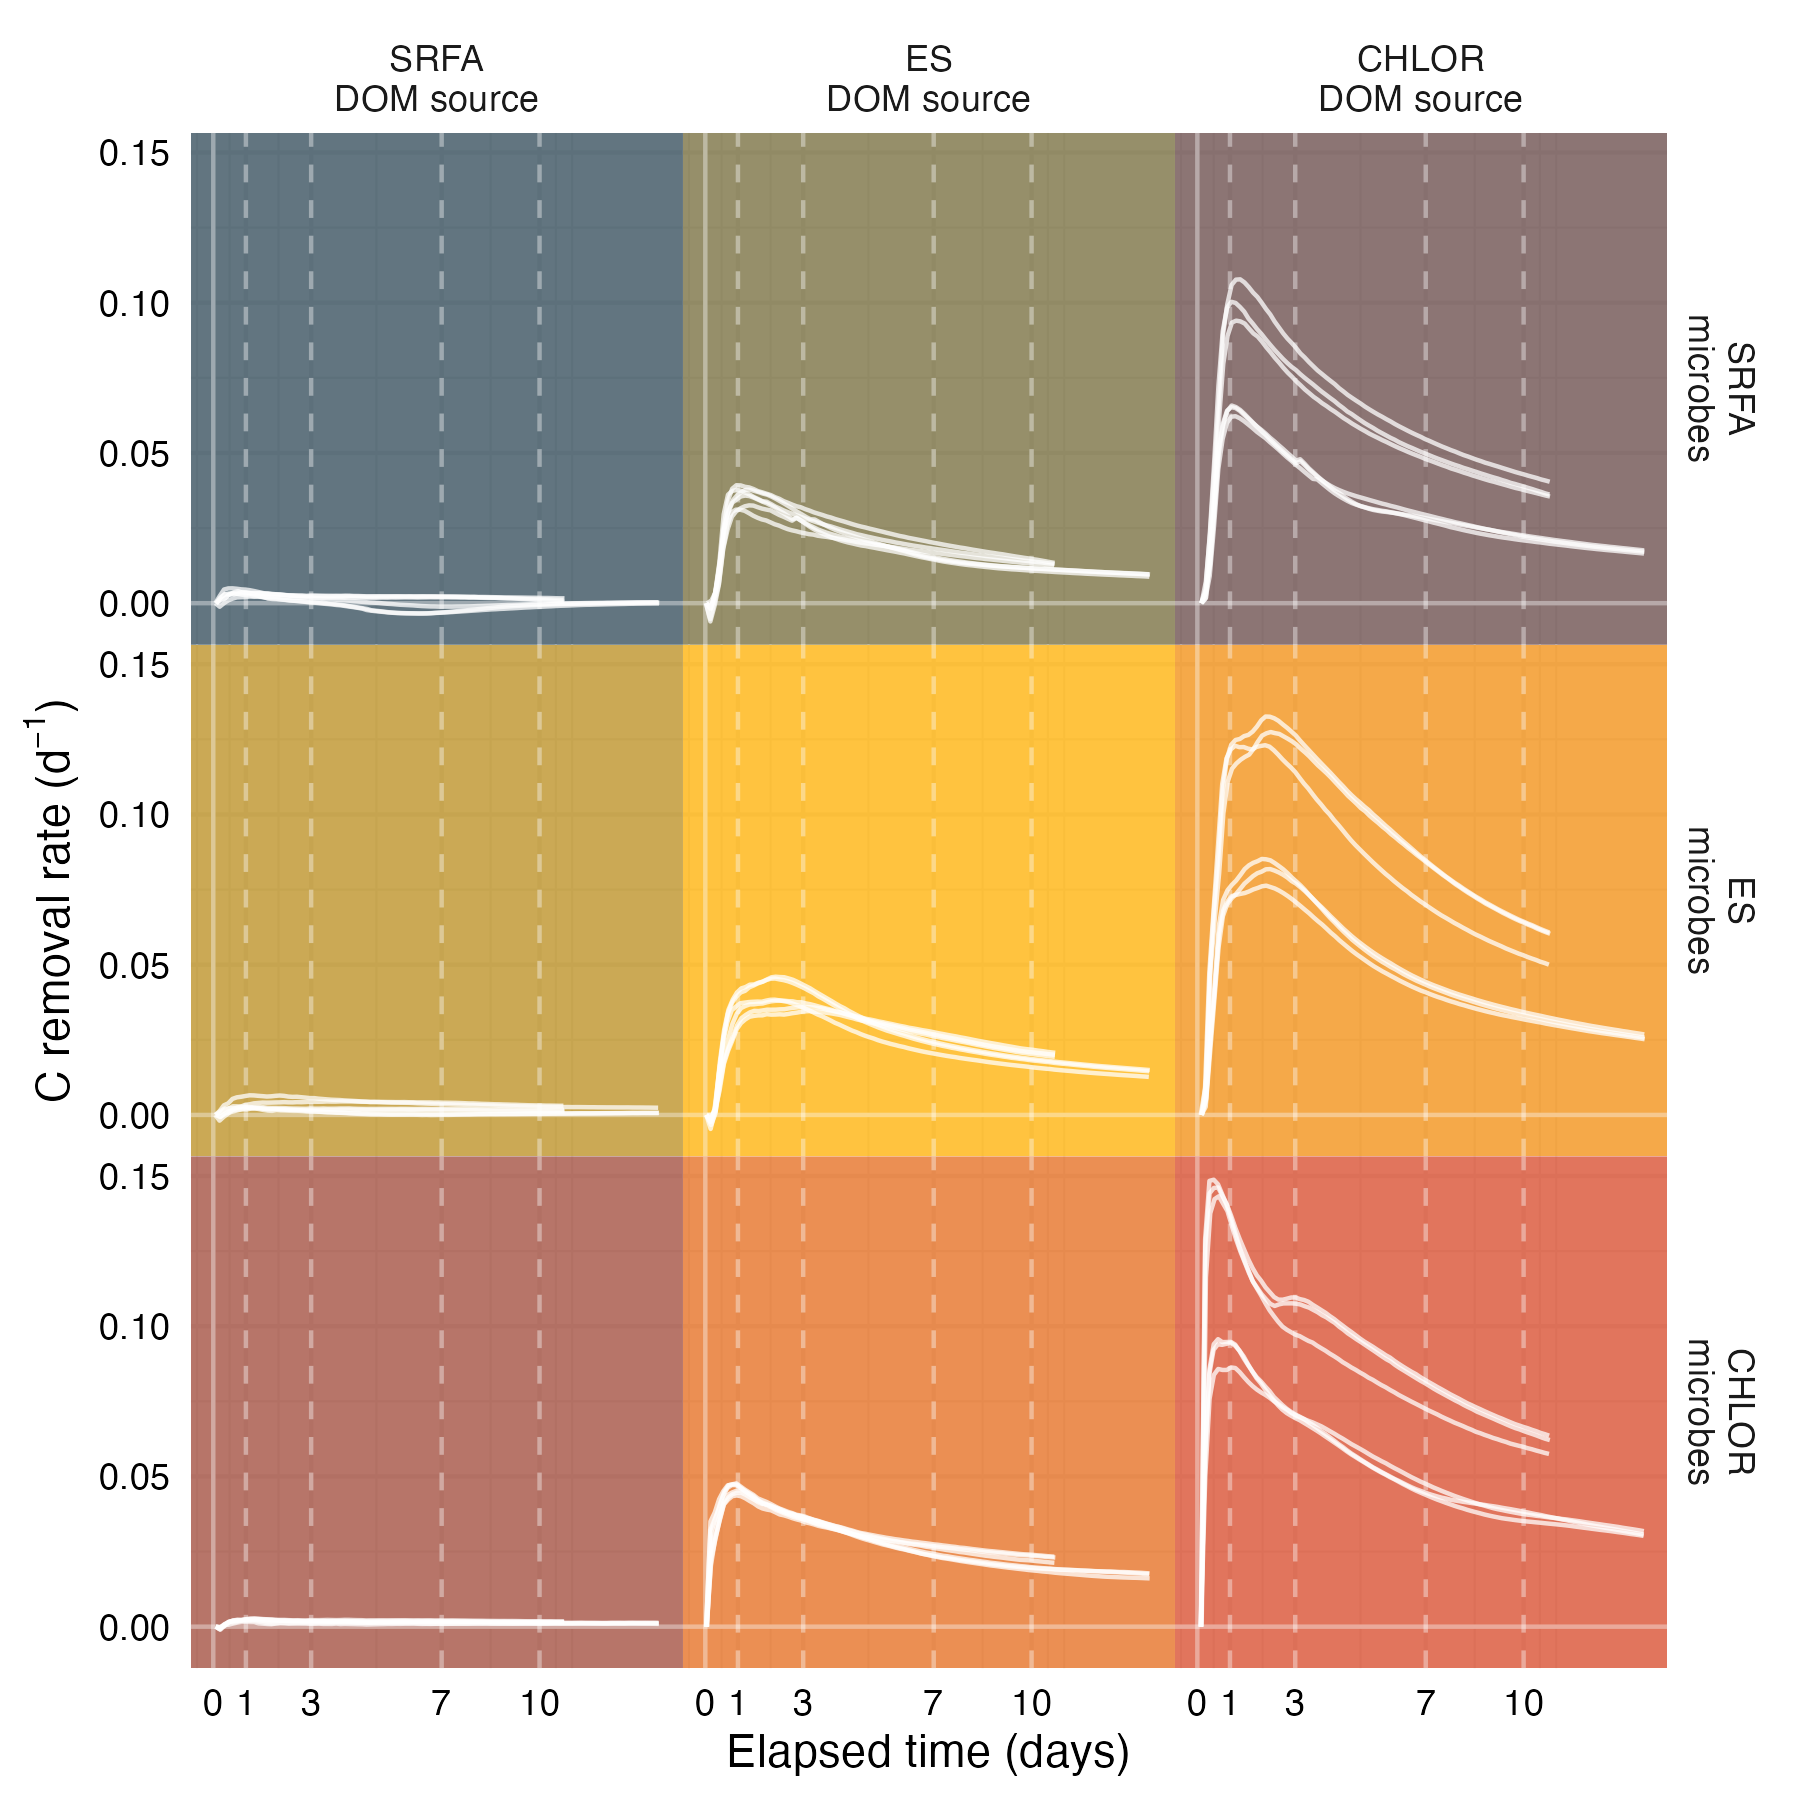 SRFA
DOM source
ES
DOM source
CHLOR
DOM source
0.15
0.10
0.05
0.00
SRFA
microbes
0.15
0.10
0.05
0.00
ES
microbes
0.15
0.10
0.05
0.00
CHLOR
microbes
C removal rate (d⁻¹)
0 1 3 7 10
0 1 3 7 10
0 1 3 7 10
Elapsed time (days)